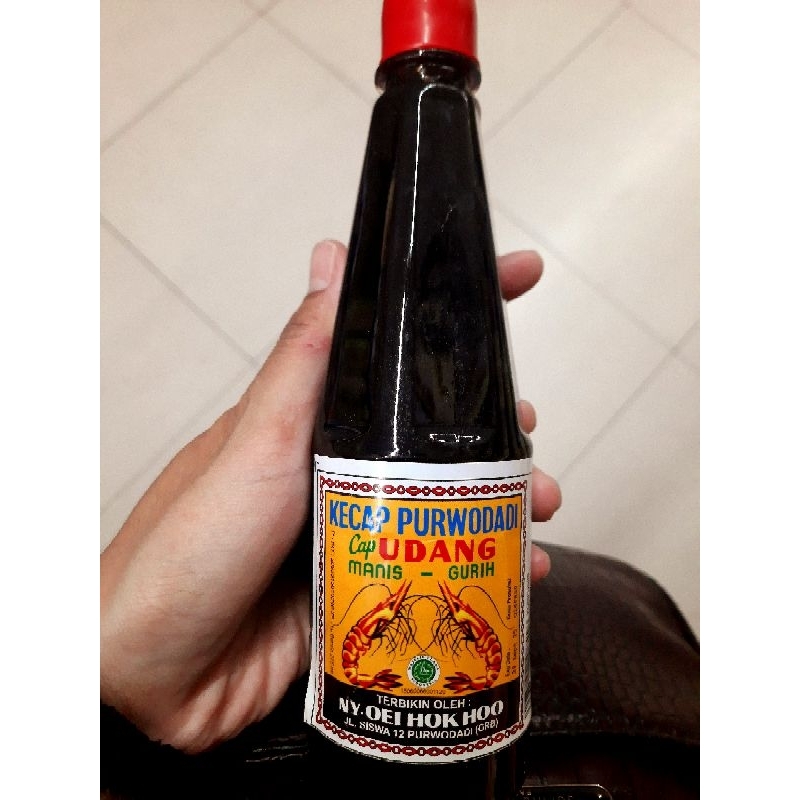 KECAP PURWODADI
Cap UDANG
MANIS - GURIH
TERBIKIN OLEH :
NY. OEI HOK HOO
JL. SISWA 12 PURWODADI (GRB)